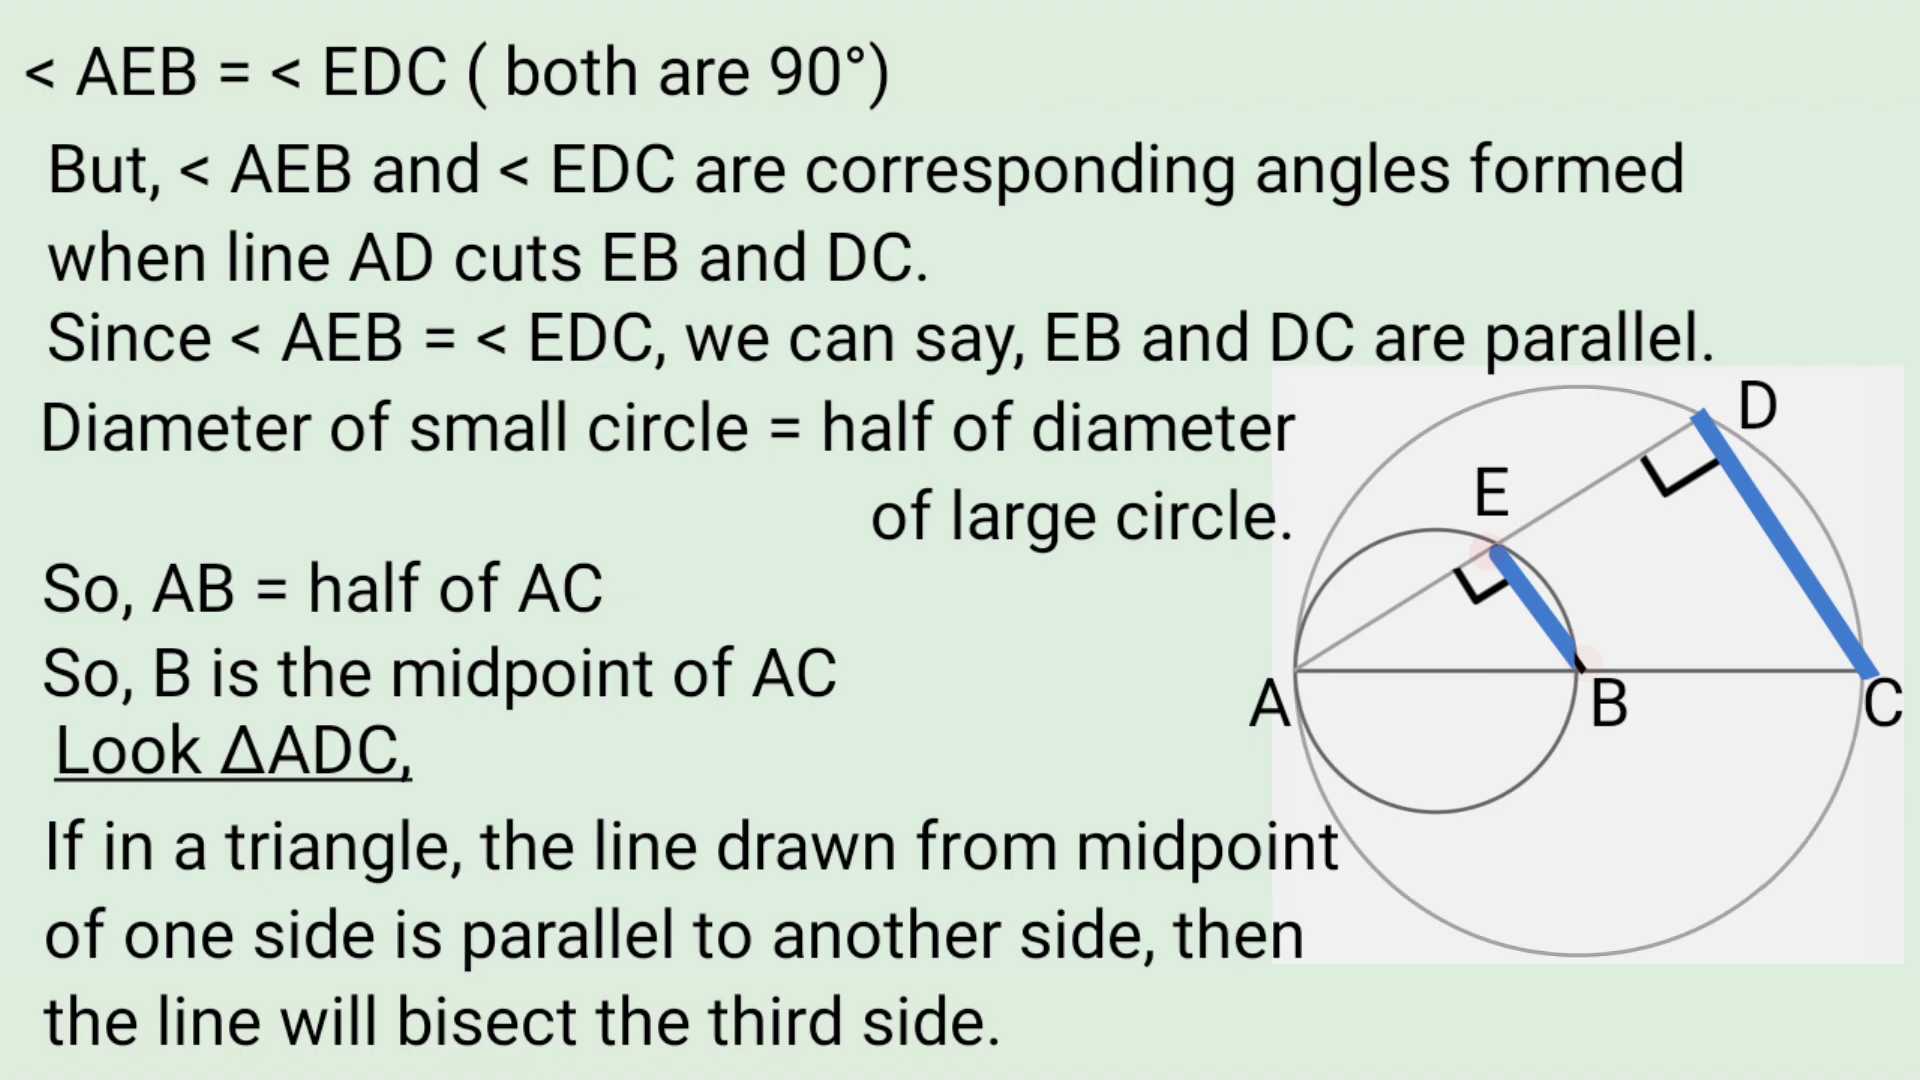 < AEB = < EDC ( both are 90°)
But, < AEB and < EDC are corresponding angles formed
when line AD cuts EB and DC.
Since < AEB = < EDC, we can say, EB and DC are parallel.
Diameter of small circle = half of diameter
of large circle.
So, AB = half of AC
So, B is the midpoint of AC
Look ΔADC,
If in a triangle, the line drawn from midpoint
of one side is parallel to another side, then
the line will bisect the third side.
D
E
A
B
C